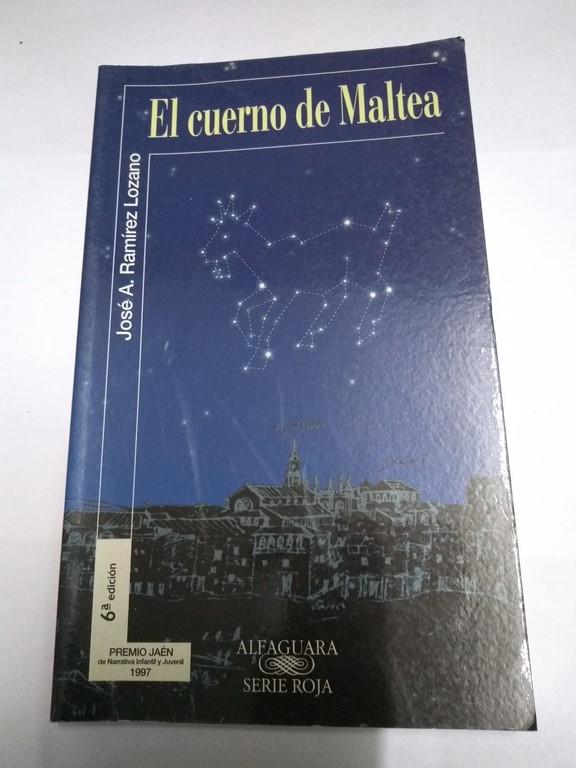 El cuerno de Maltea
José A. Ramírez Lozano
6ª edición
PREMIO JAÉN
de Narrativa Infantil y Juvenil
1997
ALFAGUARA
SERIE ROJA